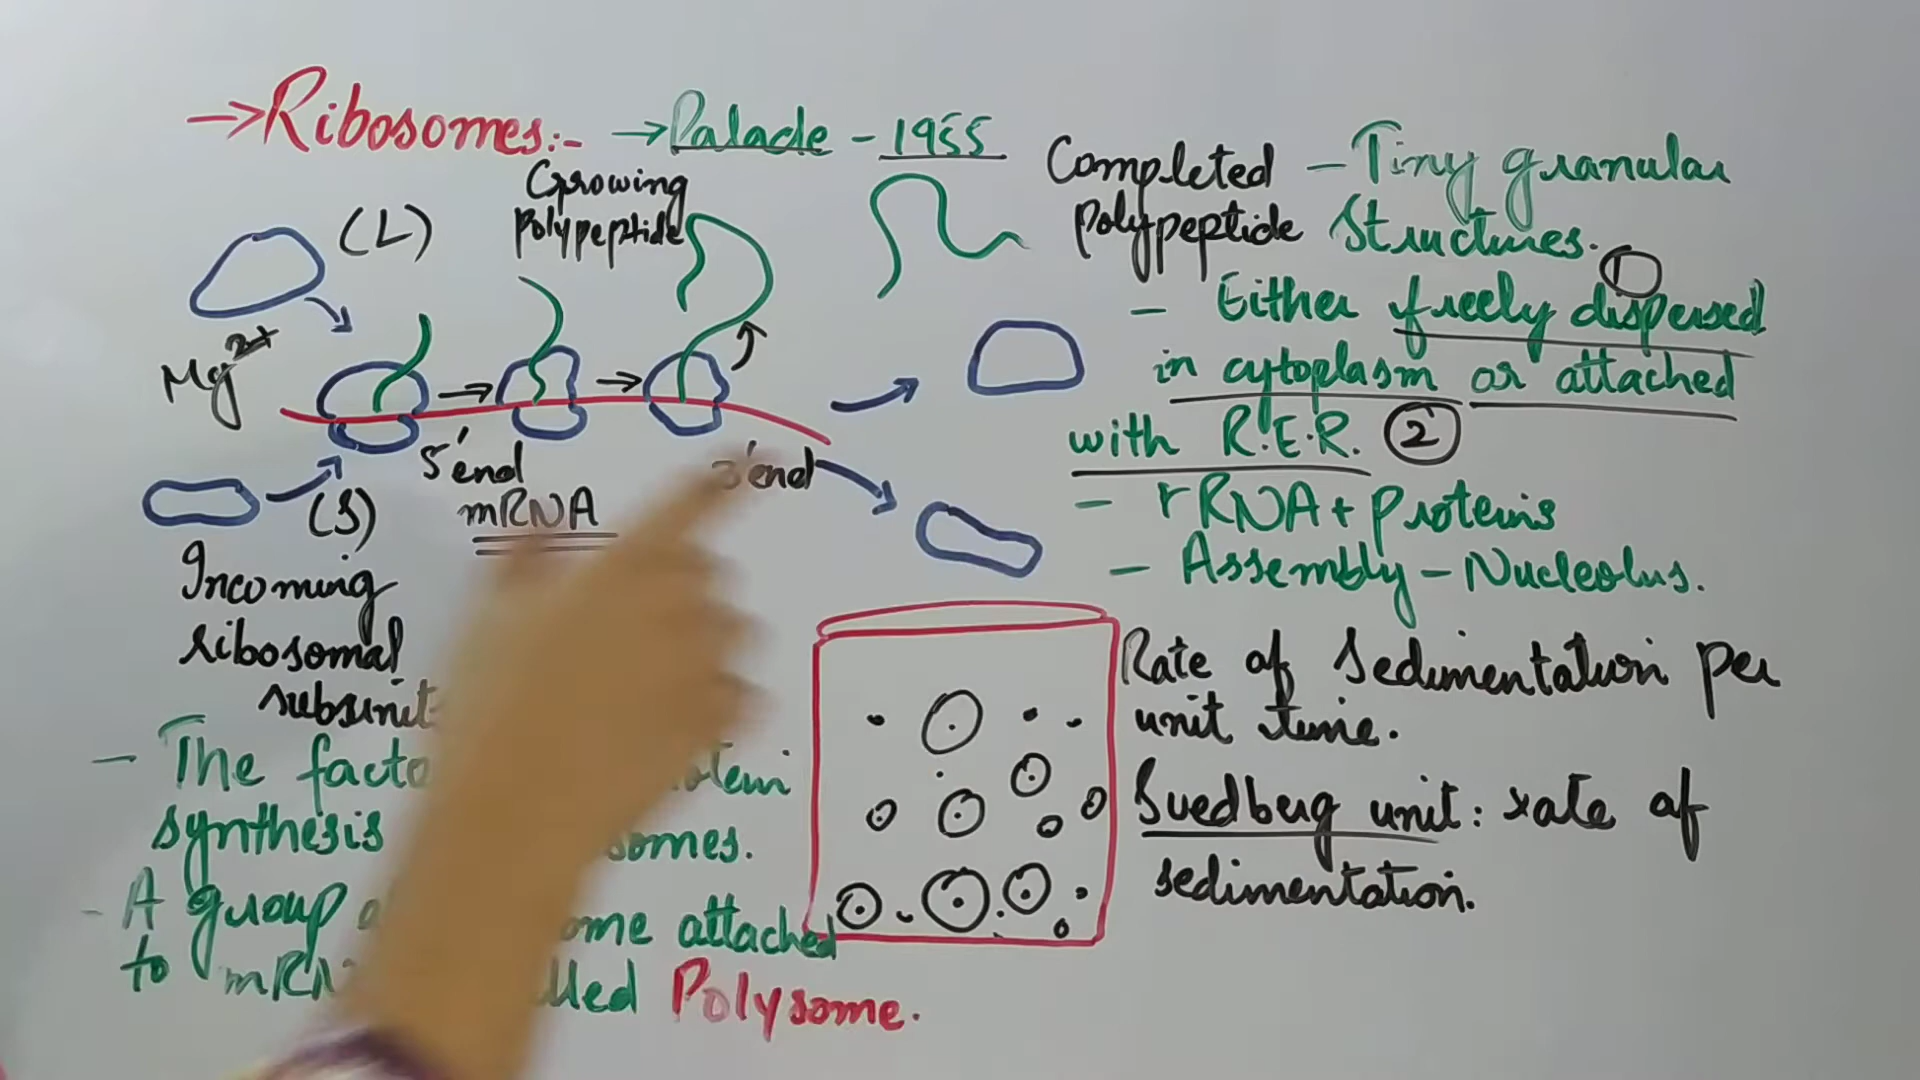 →Ribosomes:- →Palade - 1955
Growing
Polypeptide
Completed
polypeptide
- Tiny granular
Structures.
(L)
Mg2+
(S)
5'end
mRNA
3'end
Incoming
ribosomal
subunit
1
- Either freely dispersed
in cytoplasm or attached
with R.E.R. 2
- rRNA + Proteins
- Assembly - Nucleolus.
Rate of Sedimentation per
unit time.
Svedberg unit: rate of
sedimentation.
- The
synthesis
- A group
attached
to
Polysome.